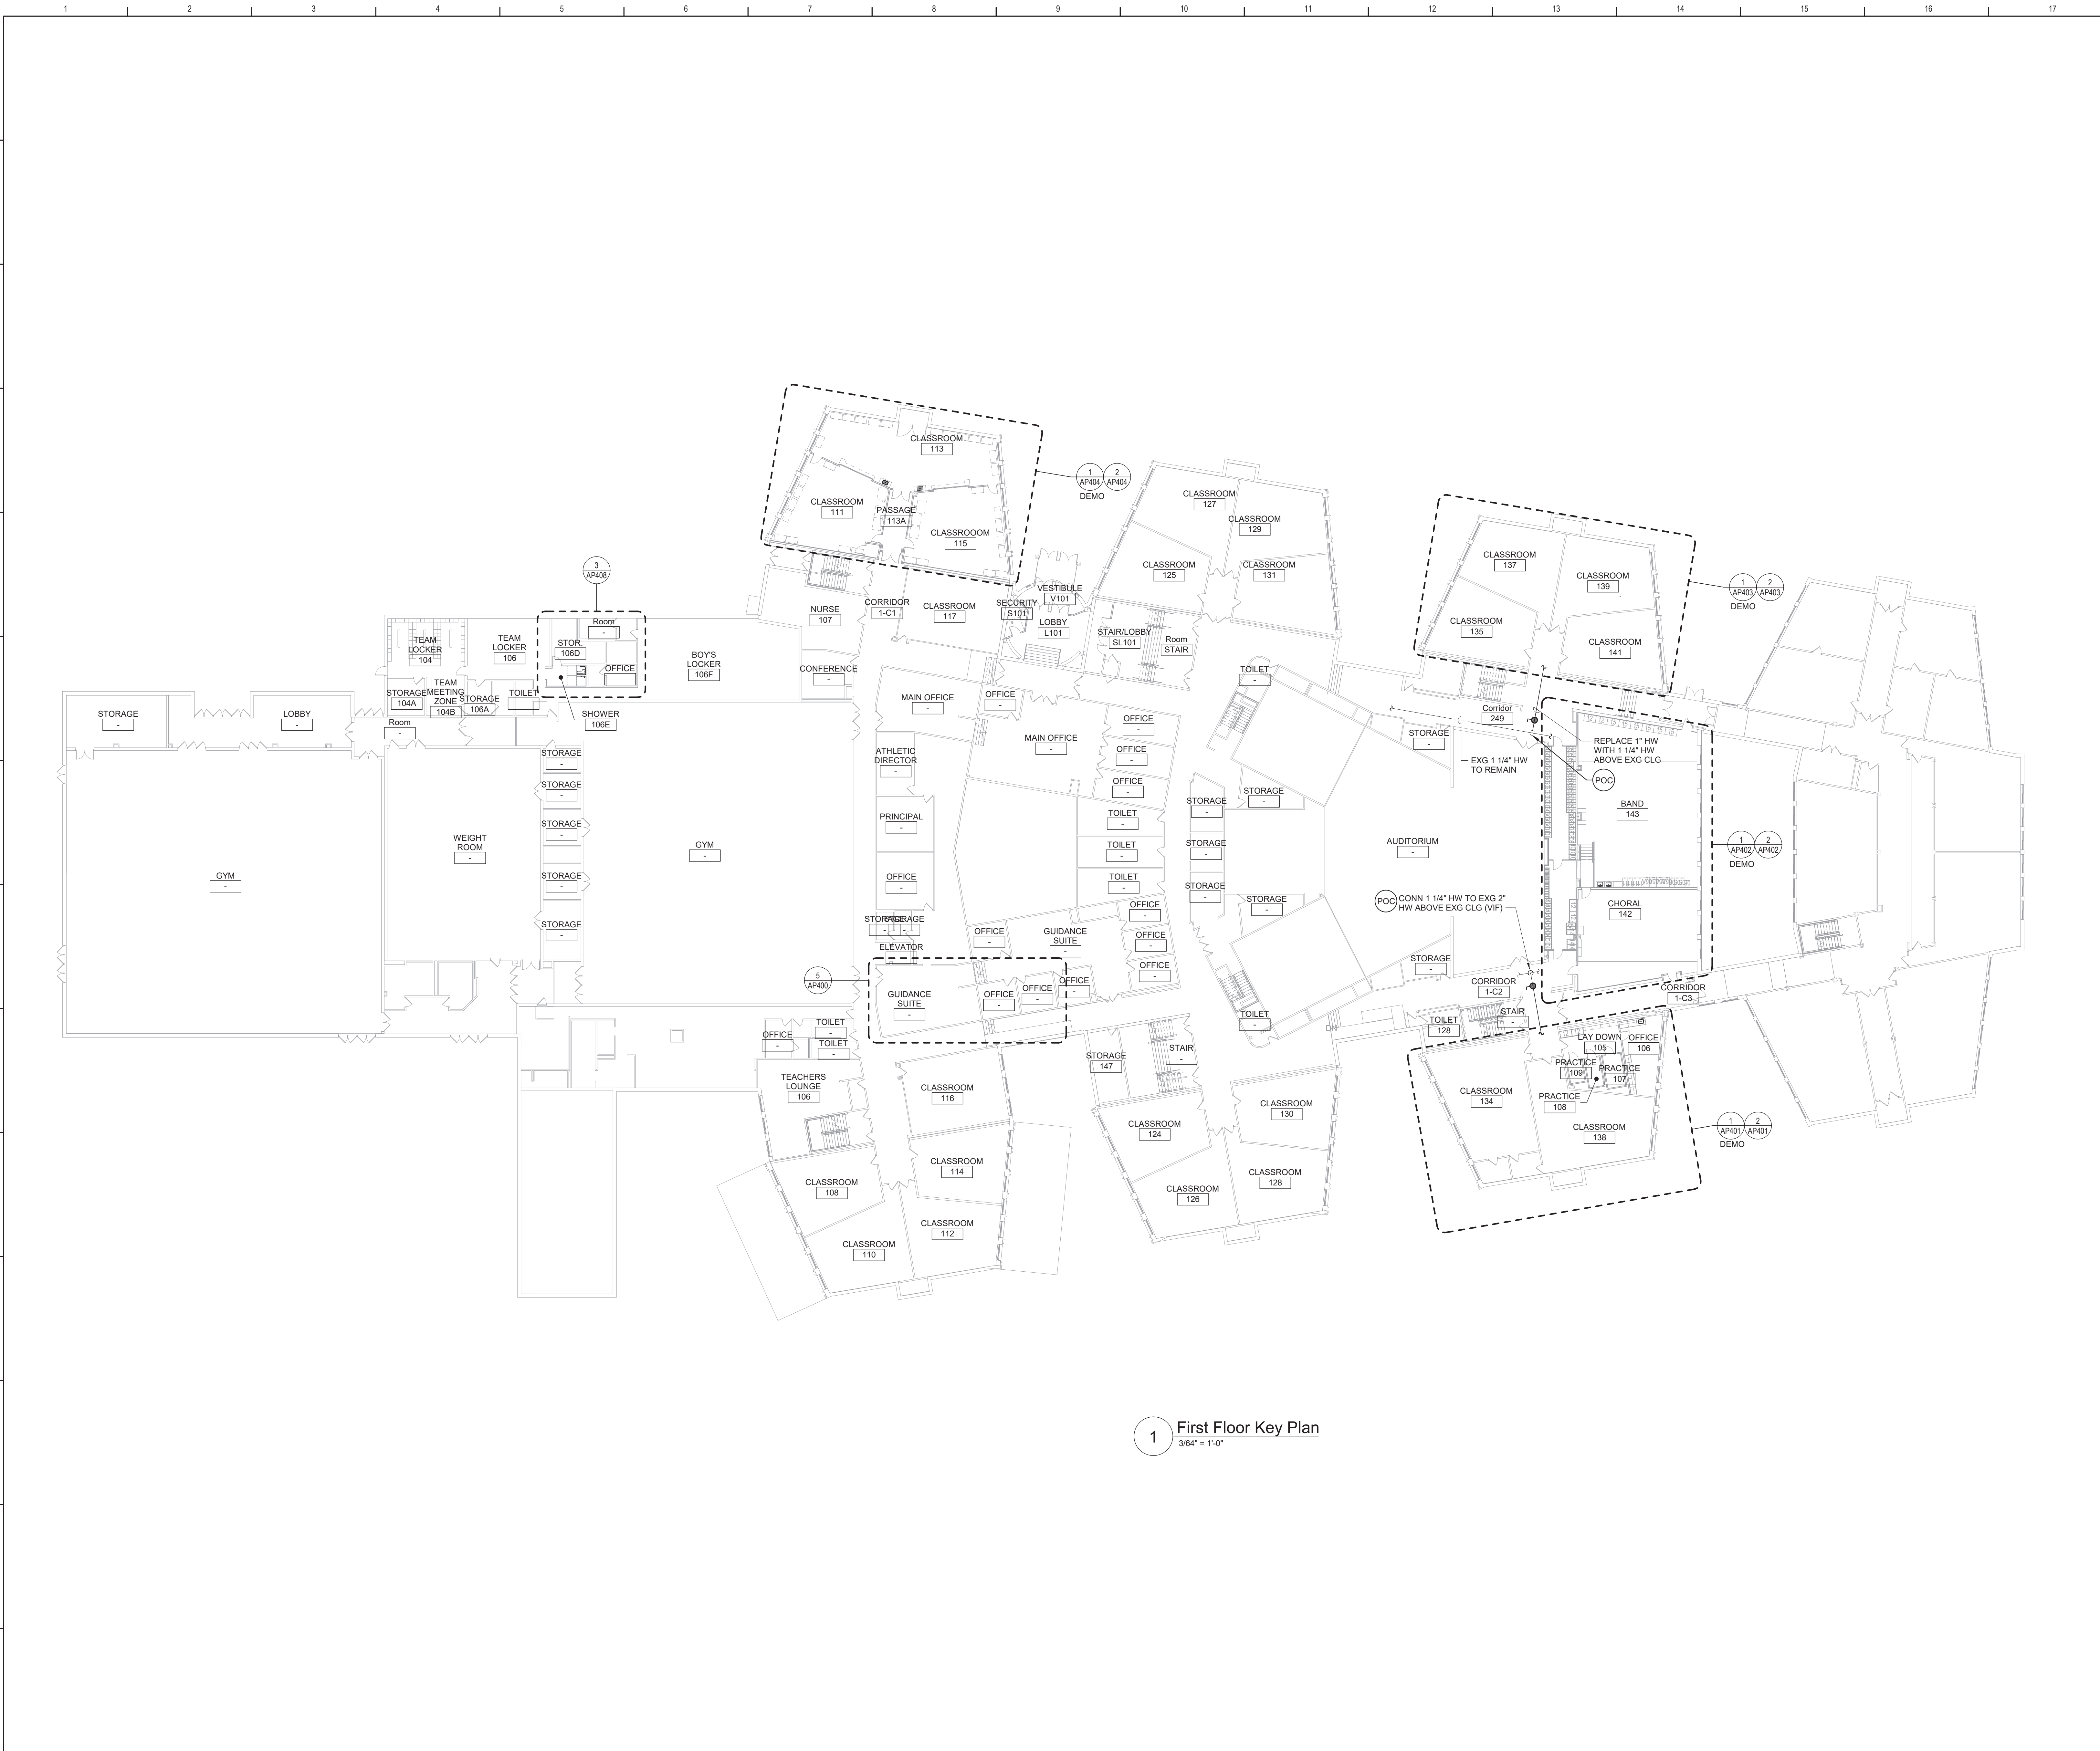 1 2 3 4 5 6 7 8 9 10 11 12 13 14 15 16 17
CLASSROOM
113
CLASSROOM
111
PASSAGE
113A
CLASSROOOM
115
1
AP404
2
AP404
DEMO
CLASSROOM
127
CLASSROOM
129
CLASSROOM
125
CLASSROOM
131
CLASSROOM
137
CLASSROOM
139
CLASSROOM
135
CLASSROOM
141
1
AP403
2
AP403
DEMO
3
AP408
NURSE
107
CORRIDOR
1-C1
CLASSROOM
117
SECURITY
S101
VESTIBULE
V101
LOBBY
L101
STAIR/LOBBY
SL101
Room
STAIR
TEAM
LOCKER
104
TEAM
LOCKER
106
Room
-
STOR.
106D
OFFICE
BOY'S
LOCKER
106F
CONFERENCE
-
STORAGE
104A
TEAM
MEETING
ZONE
104B
STORAGE
106A
TOILET
SHOWER
106E
STORAGE
-
LOBBY
-
Room
-
MAIN OFFICE
-
OFFICE
-
MAIN OFFICE
-
OFFICE
-
OFFICE
-
OFFICE
-
TOILET
-
STORAGE
-
Corridor
249
REPLACE 1" HW
WITH 1 1/4" HW
ABOVE EXG CLG
EXG 1 1/4" HW
TO REMAIN
POC
STORAGE
-
STORAGE
-
STORAGE
-
STORAGE
-
STORAGE
-
ATHLETIC
DIRECTOR
-
PRINCIPAL
-
OFFICE
-
TOILET
-
TOILET
-
TOILET
-
STORAGE
-
STORAGE
-
STORAGE
-
STORAGE
-
STORAGE
-
AUDITORIUM
-
BAND
143
1
AP402
2
AP402
DEMO
GYM
-
WEIGHT
ROOM
-
GYM
-
CHORAL
142
POC
CONN 1 1/4" HW TO EXG 2"
HW ABOVE EXG CLG (VIF)
STORAGE
-
STORAGE
-
ELEVATOR
OFFICE
-
GUIDANCE
SUITE
-
OFFICE
-
OFFICE
-
OFFICE
-
STORAGE
-
5
AP400
GUIDANCE
SUITE
-
OFFICE
-
OFFICE
-
OFFICE
-
CORRIDOR
1-C2
CORRIDOR
1-C3
TOILET
-
DN
TOILET
128
STAIR
-
OFFICE
-
TOILET
-
TOILET
-
TEACHERS
LOUNGE
106
STORAGE
147
STAIR
-
LAY DOWN
105
OFFICE
106
PRACTICE
109
PRACTICE
107
PRACTICE
108
CLASSROOM
134
CLASSROOM
138
1
AP401
2
AP401
DEMO
CLASSROOM
116
CLASSROOM
114
CLASSROOM
108
CLASSROOM
112
CLASSROOM
110
CLASSROOM
124
CLASSROOM
130
CLASSROOM
126
CLASSROOM
128
1
First Floor Key Plan
3/64" = 1'-0"